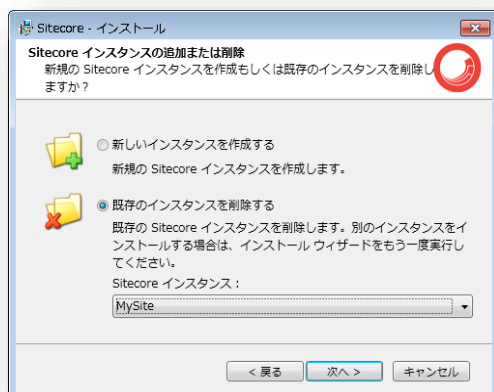 Sitecore - インストール
Sitecore インスタンスの追加または削除
新規の Sitecore インスタンスを作成もしくは既存のインスタンスを削除し
ますか？
新しいインスタンスを作成する
新規の Sitecore インスタンスを作成します。
既存のインスタンスを削除する
既存の Sitecore インスタンスを削除します。別のインスタンスをイ
ンストールする場合は、インストール ウィザードをもう一度実行し
てください。
Sitecore インスタンス：
MySite
< 戻る 次へ > キャンセル